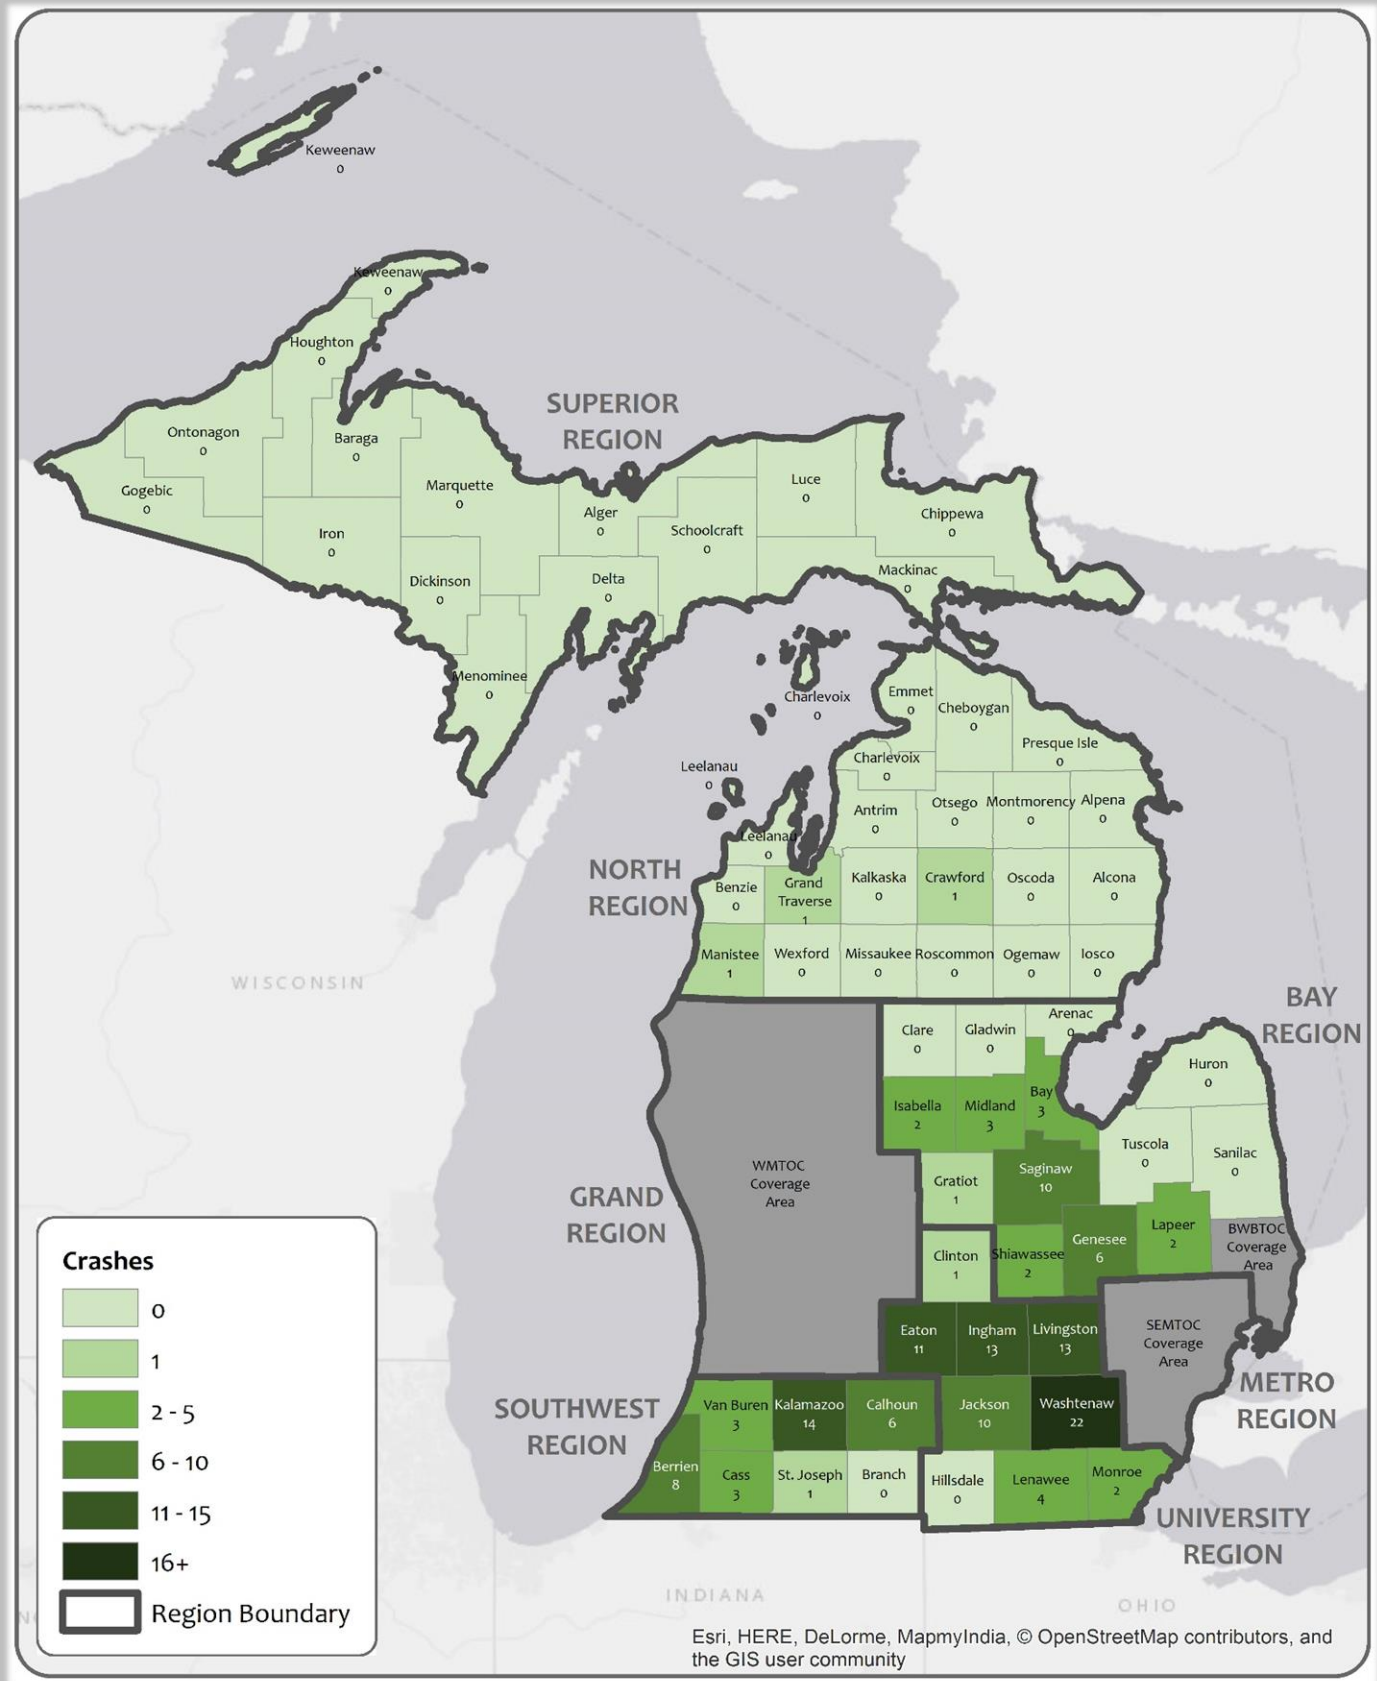 Keweenaw
0
Keweenaw
0
Houghton
0
SUPERIOR
REGION
Ontonagon
0
Baraga
0
Gogebic
0
Marquette
0
Luce
0
Alger
0
Chippewa
0
Iron
0
Schoolcraft
0
Dickinson
0
Delta
0
Mackinac
0
Menominee
0
Charlevoix
0
Emmet
0
Cheboygan
0
Presque Isle
0
Leelanau
0
Charlevoix
0
Antrim
0
Otsego
0
Montmorency
0
Alpena
0
Leelanau
0
NORTH
REGION
Benzie
0
Grand
Traverse
1
Kalkaska
0
Crawford
1
Oscoda
0
Alcona
0
Manistee
1
Wexford
0
Missaukee
0
Roscommon
0
Ogemaw
0
Iosco
0
WISCONSIN
BAY
REGION
Clare
0
Gladwin
0
Arenac
0
Huron
0
Isabella
2
Midland
3
Bay
3
Tuscola
0
Sanilac
0
WMTOC
Coverage
Area
Gratiot
1
Saginaw
10
GRAND
REGION
Clinton
1
Shiawassee
2
Genesee
6
Lapeer
2
BWBTOC
Coverage
Area
Eaton
11
Ingham
13
Livingston
13
SEMTOC
Coverage
Area
METRO
REGION
SOUTHWEST
REGION
Van Buren
3
Kalamazoo
14
Calhoun
6
Jackson
10
Washtenaw
22
Berrien
8
Cass
3
St. Joseph
1
Branch
0
Hillsdale
0
Lenawee
4
Monroe
2
UNIVERSITY
REGION
Crashes
0
1
2 - 5
6 - 10
11 - 15
16+
Region Boundary
INDIANA
OHIO
Esri, HERE, DeLorme, MapmyIndia, © OpenStreetMap contributors, and
the GIS user community